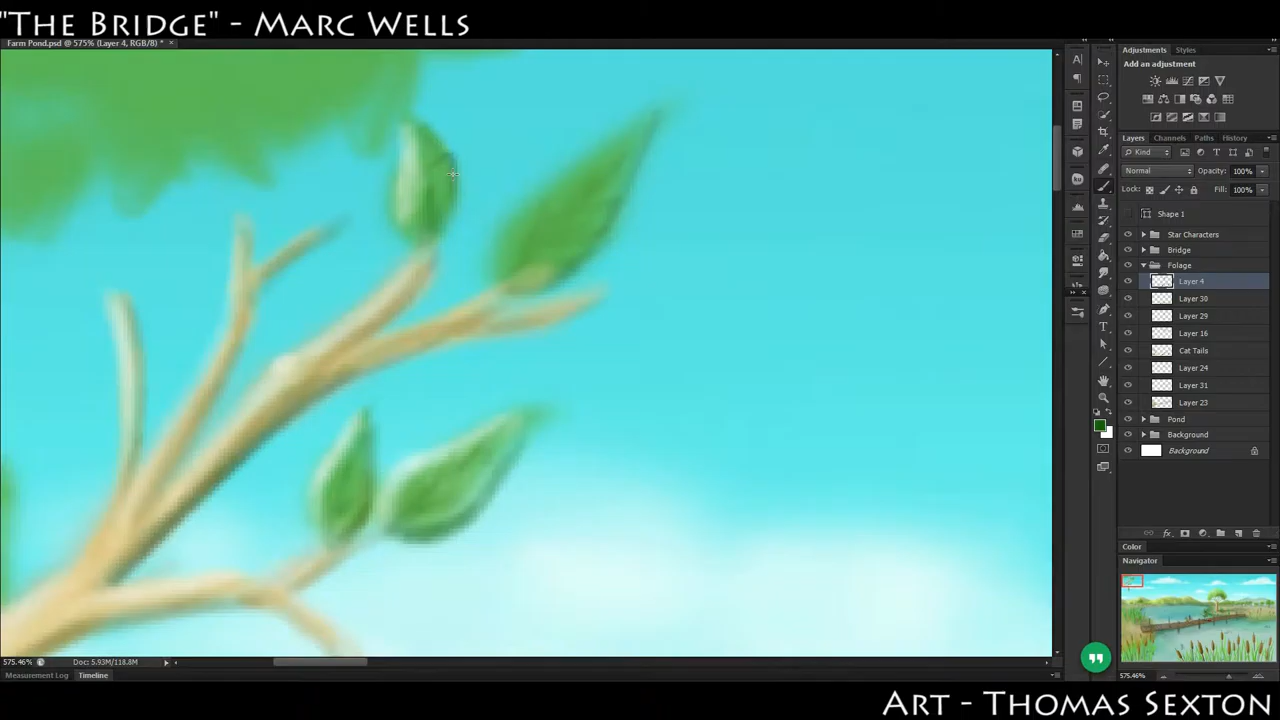 "The Bridge" - Marc Wells
Farm Pond.psd @ 575% (Layer 4, RGB/8) * ×
Adjustments Styles
Add an adjustment
Layers Channels Paths History
Kind
Normal Opacity: 100%
Lock: Fill: 100%
Shape 1
Star Characters
Bridge
Folage
Layer 4
Layer 30
Layer 29
Layer 16
Cat Tails
Layer 24
Layer 31
Layer 23
Pond
Background
Background
Color
Navigator
575.46% Doc: 5.93M/118.8M
575.46%
Measurement Log Timeline
Art - Thomas Sexton